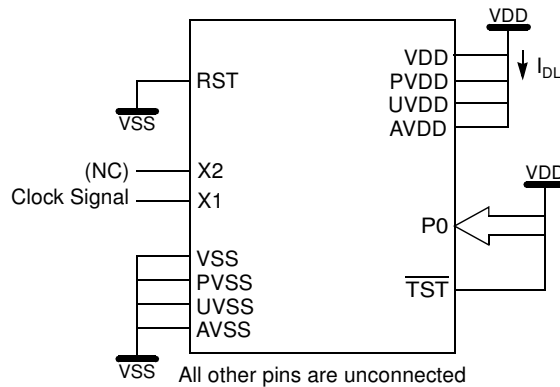 VDD
VDD
PVDD
UVDD
AVDD
I_DL
RST
VSS
(NC)
X2
Clock Signal
X1
VDD
P0
TST
VSS
PVSS
UVSS
AVSS
VSS
All other pins are unconnected